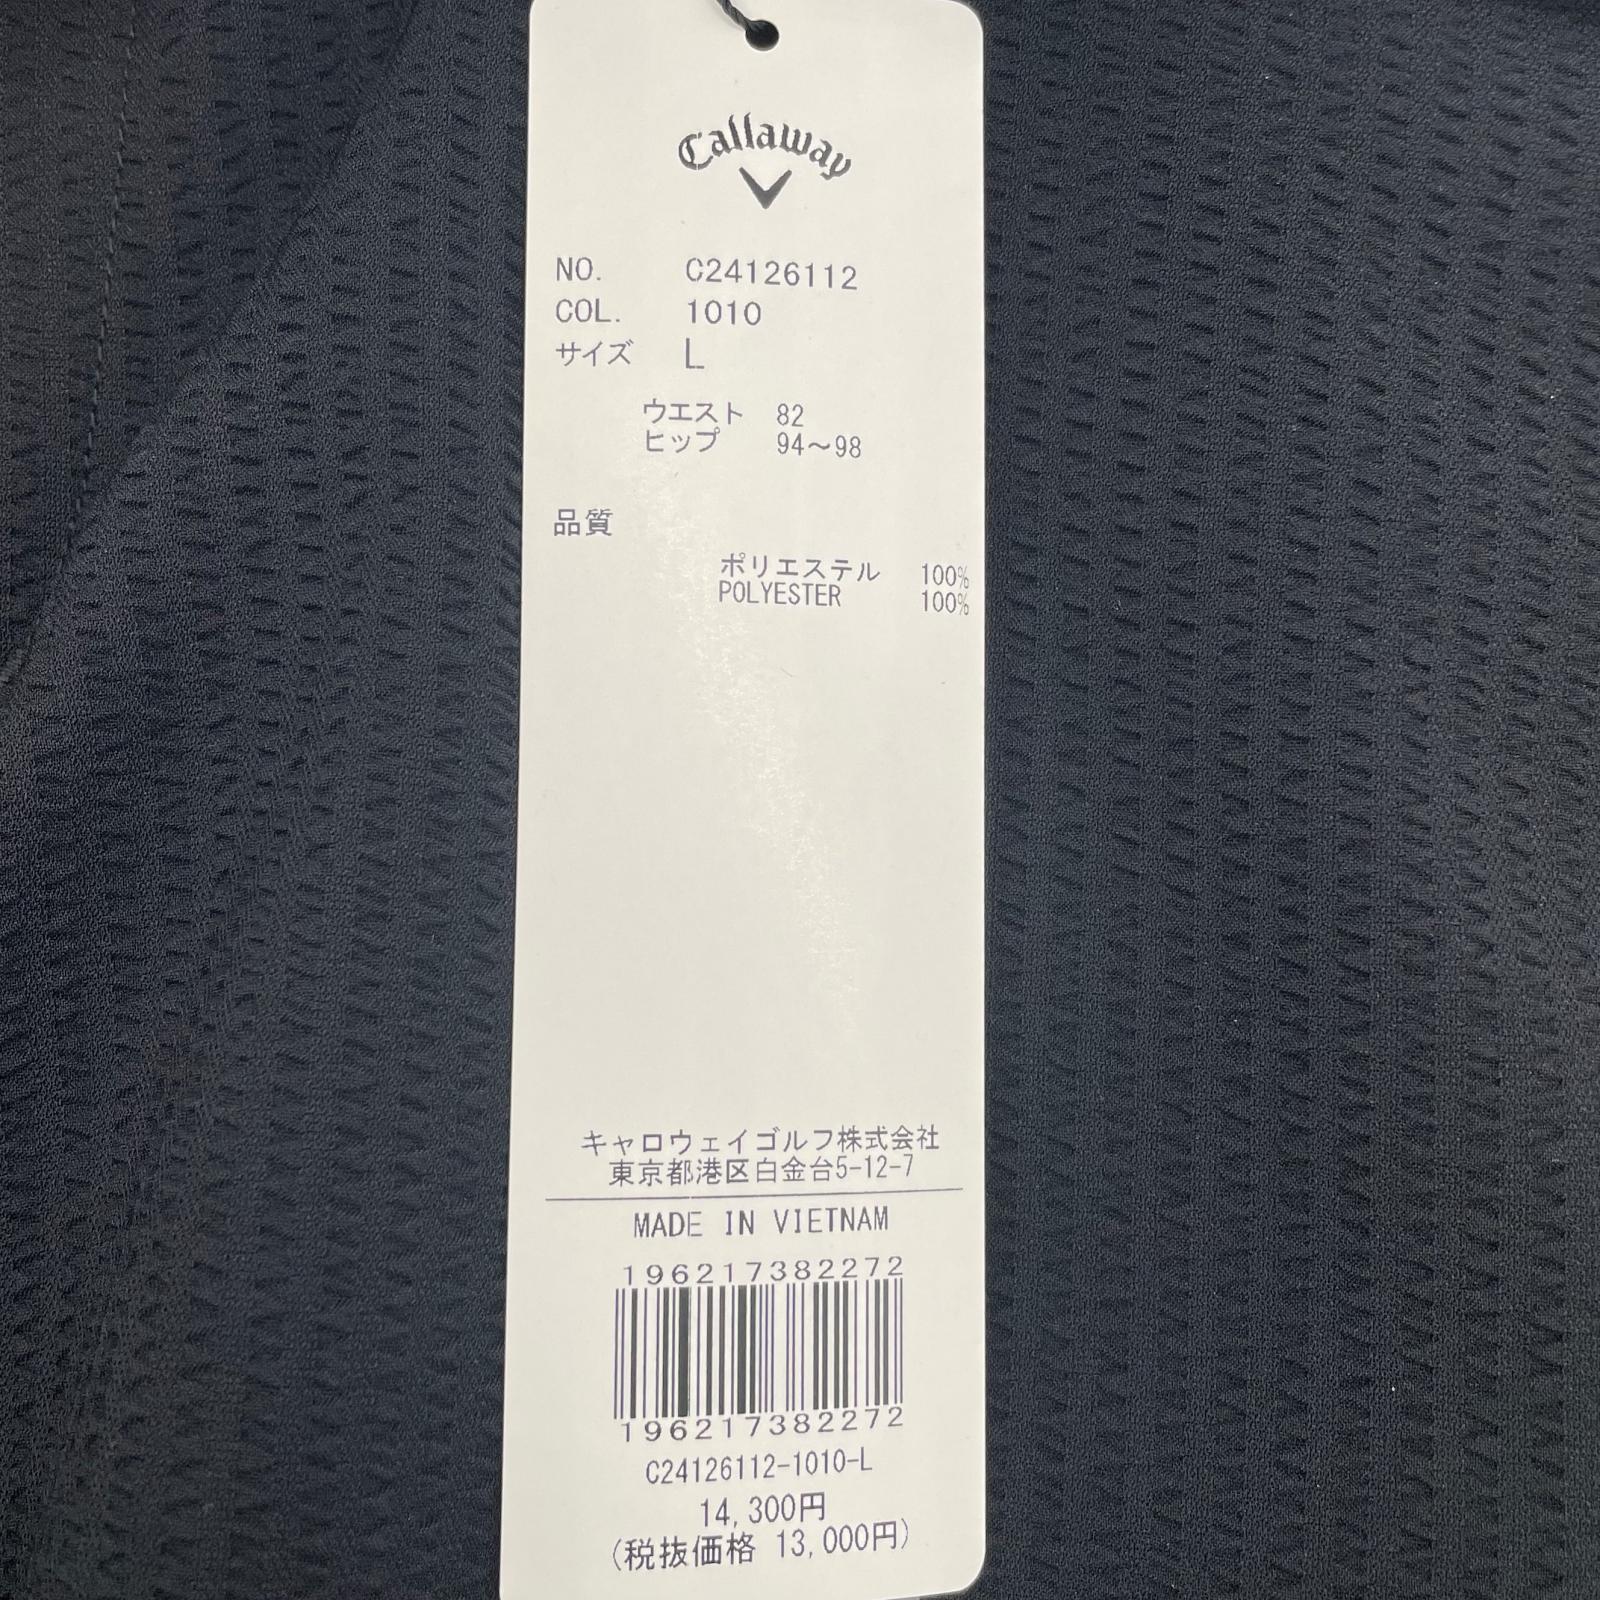 Callaway
NO. C24126112
COL. 1010
サイズ L
ウエスト 82
ヒップ 94～98
品質
ポリエステル 100%
POLYESTER 100%
キャロウェイゴルフ株式会社
東京都港区白金台5-12-7
MADE IN VIETNAM
196217382272
196217382272
C24126112-1010-L
14,300円
(税抜価格 13,000円)